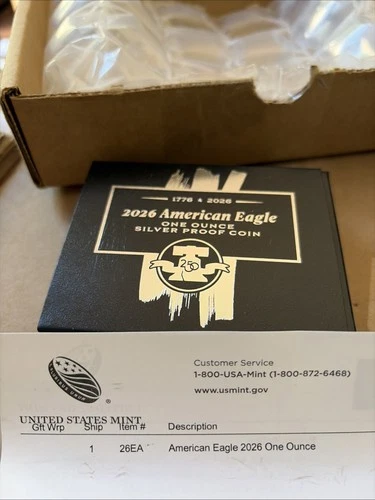 1776 ★ 2026
2026 American Eagle
ONE OUNCE
SILVER PROOF COIN
250
Customer Service
1-800-USA-Mint (1-800-872-6468)
www.usmint.gov
®
UNITED STATES MINT
Gft Wrp Ship Item # Description
1 26EA American Eagle 2026 One Ounce